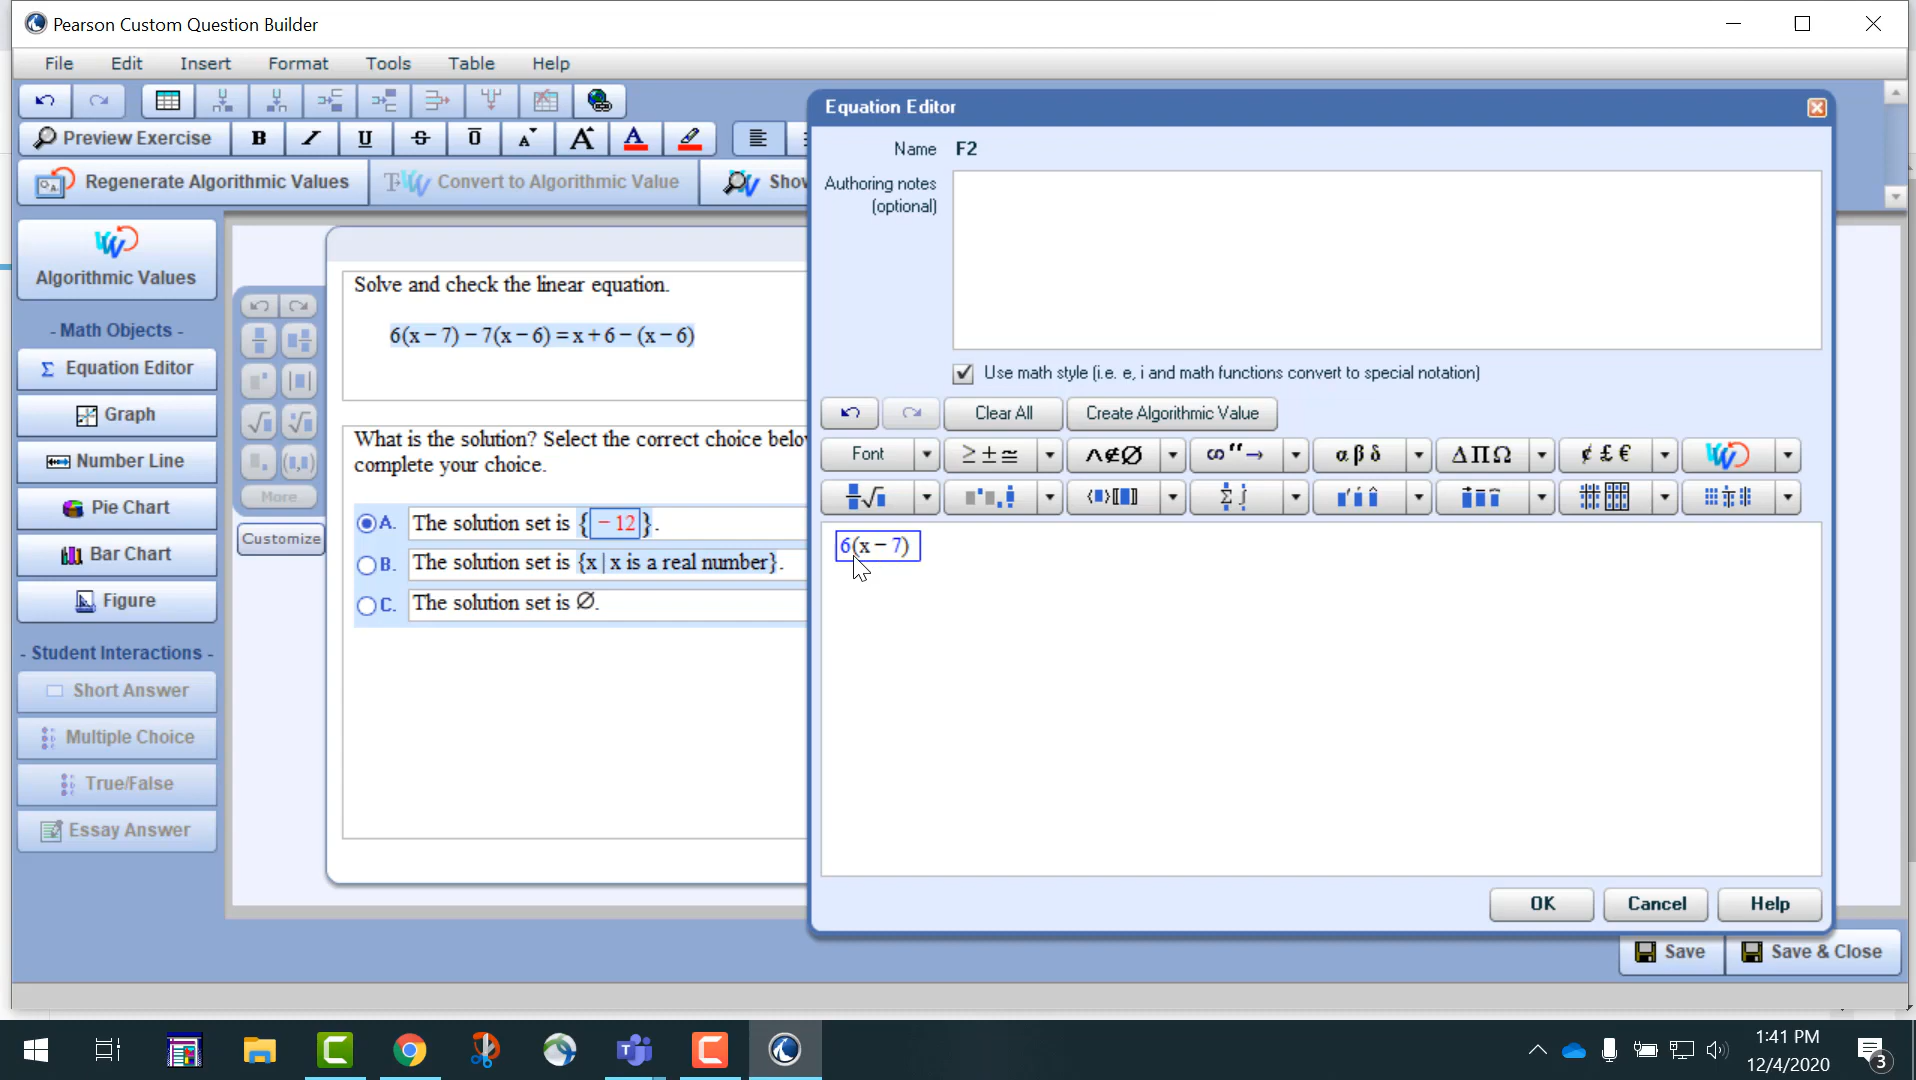 Pearson Custom Question Builder
File Edit Insert Format Tools Table Help
Preview Exercise B I U S O A A A
Regenerate Algorithmic Values Convert to Algorithmic Value Show
Algorithmic Values
- Math Objects -
Σ Equation Editor
Graph
Number Line
Pie Chart
Bar Chart
Figure
- Student Interactions -
Short Answer
Multiple Choice
True/False
Essay Answer
More
Customize
Solve and check the linear equation.
6(x − 7) − 7(x − 6) = x + 6 − (x − 6)
What is the solution? Select the correct choice below
complete your choice.
A. The solution set is { − 12 }.
B. The solution set is {x | x is a real number}.
C. The solution set is ∅.
Equation Editor
Name F2
Authoring notes
(optional)
Use math style (i.e. e, i and math functions convert to special notation)
Clear All Create Algorithmic Value
Font ≥ ± ≅ ∧ ∉ ∅ ∞ " → α β δ Δ Π Ω ¢ £ €
6(x − 7)
OK Cancel Help
Save Save & Close
1:41 PM
12/4/2020
3